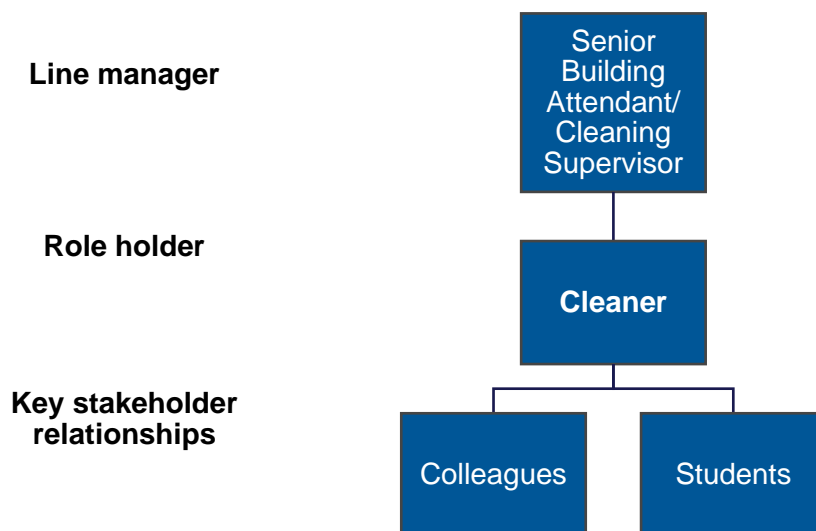 Line manager
Senior
Building
Attendant/
Cleaning
Supervisor
Role holder
Cleaner
Key stakeholder
relationships
Colleagues
Students